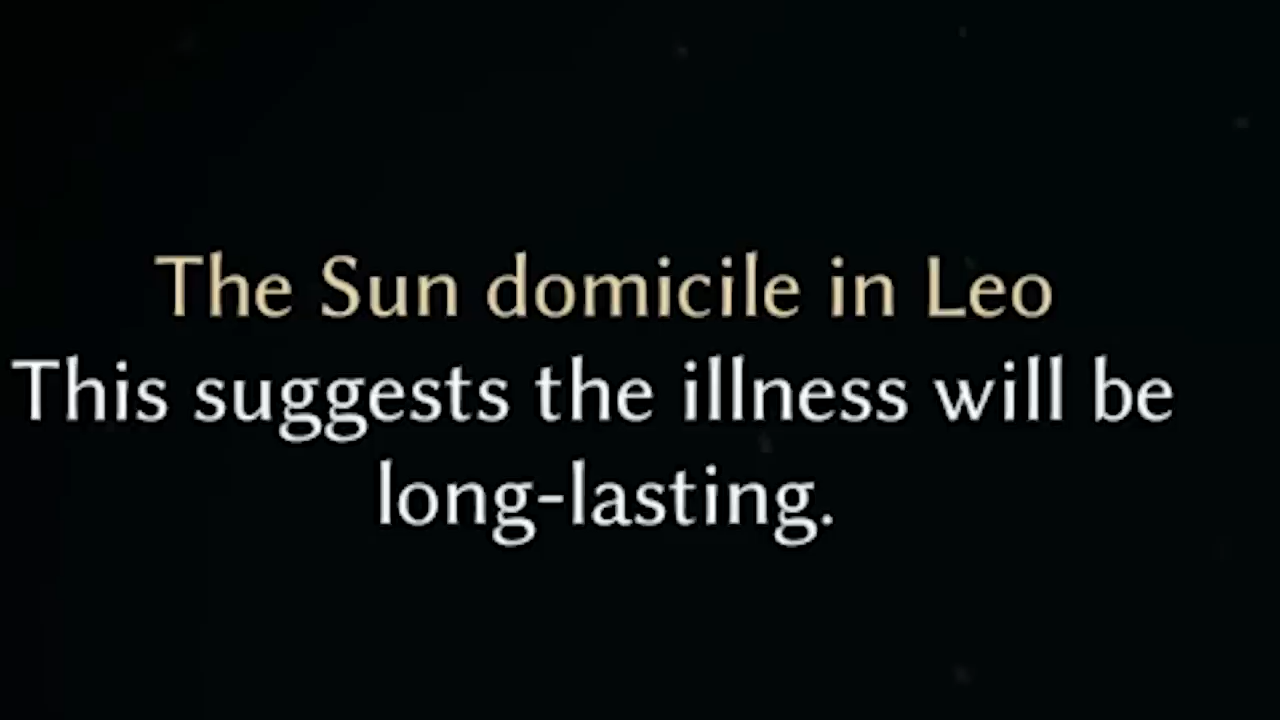 The Sun domicile in Leo
This suggests the illness will be
long-lasting.